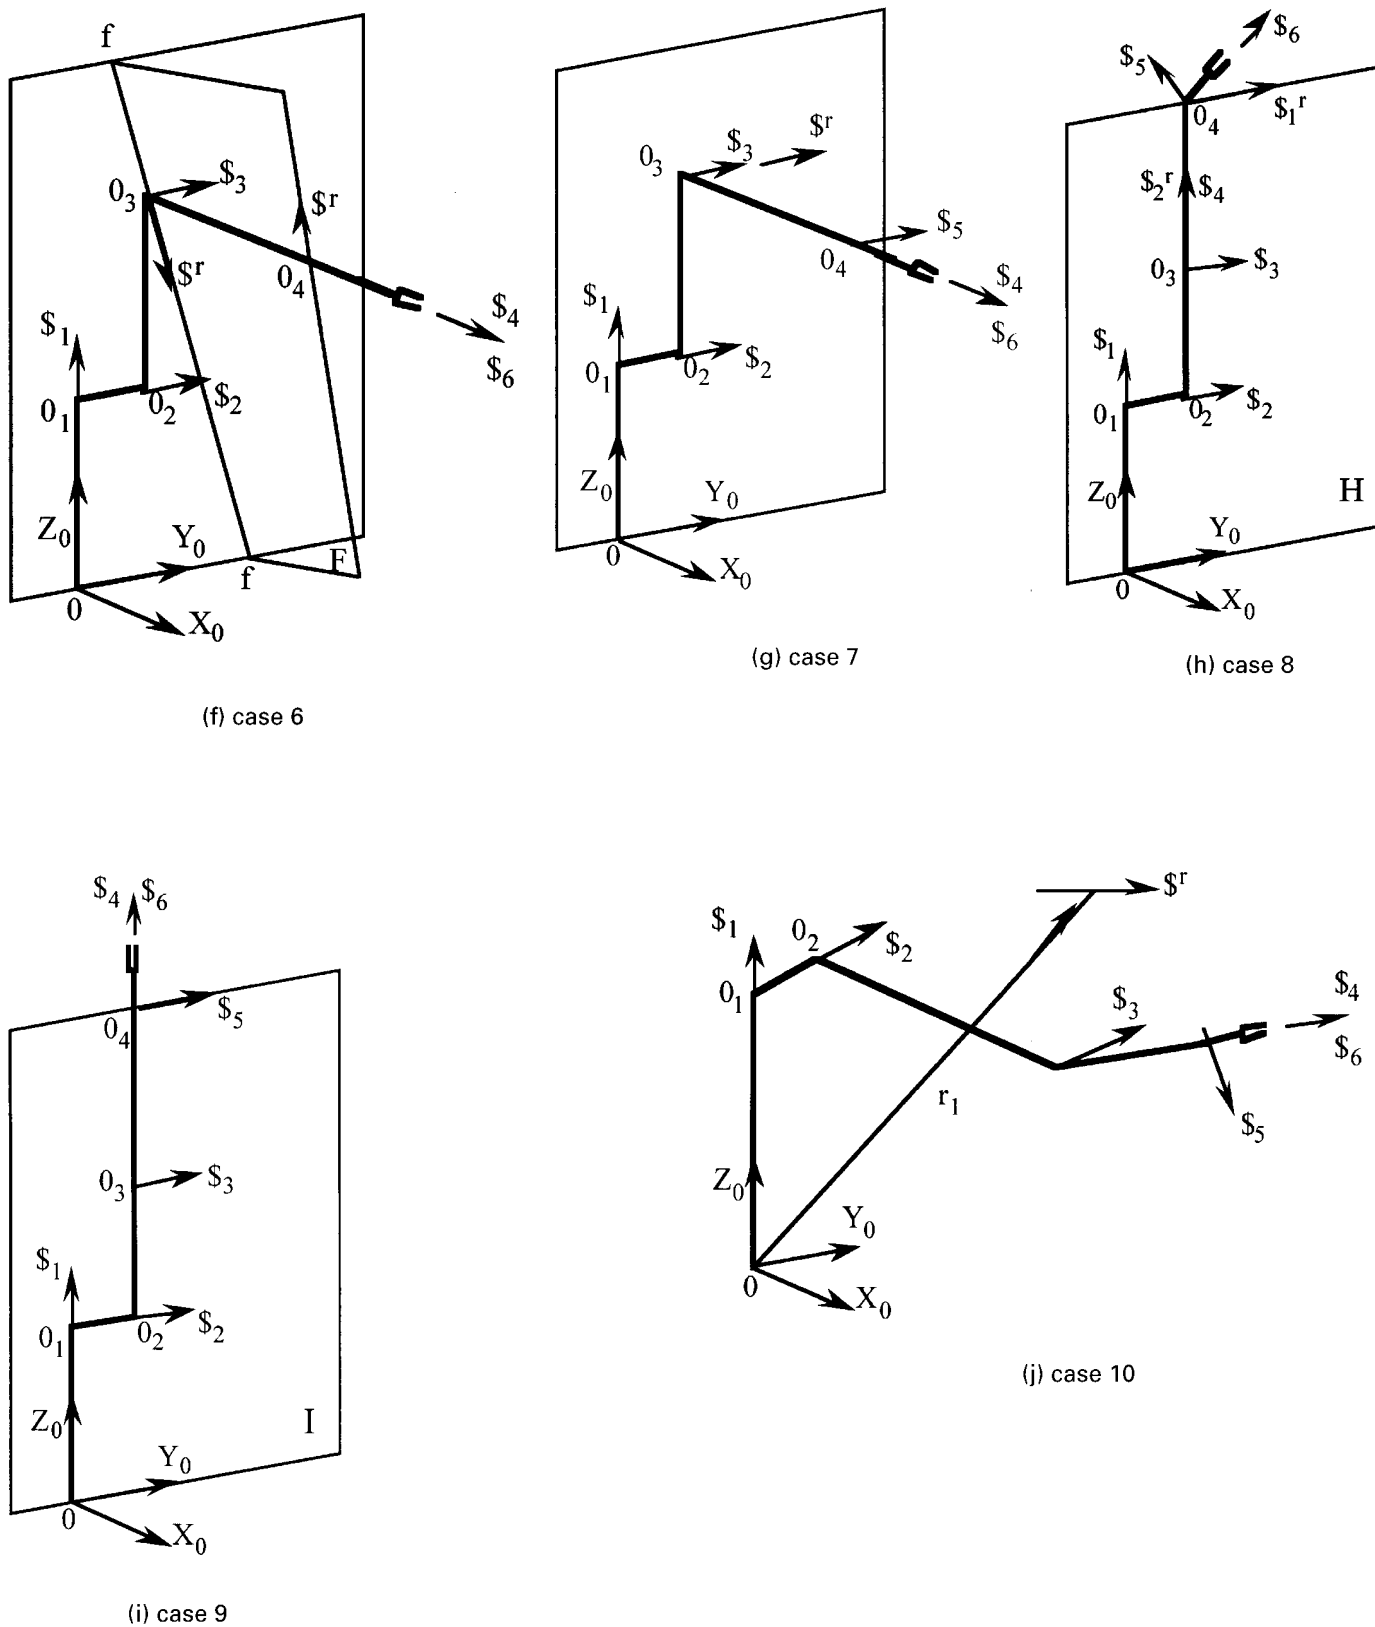 f
0₃
$₃
$ʳ
$ʳ
0₄
$₄
$₆
$₁
0₁
0₂
$₂
Z₀
Y₀
f
F
0
X₀
(f) case 6
0₃
$₃
$ʳ
$₅
0₄
$₄
$₆
$₁
0₁
0₂
$₂
Z₀
Y₀
0
X₀
(g) case 7
$₆
$₅
0₄
$₁ʳ
$₂ʳ
$₄
0₃
$₃
$₁
0₁
0₂
$₂
Z₀
Y₀
H
0
X₀
(h) case 8
$₄
$₆
0₄
$₅
0₃
$₃
$₁
0₁
0₂
$₂
Z₀
Y₀
I
0
X₀
(i) case 9
$ʳ
$₁
0₂
$₂
0₁
$₃
$₄
$₆
r₁
$₅
Z₀
Y₀
0
X₀
(j) case 10